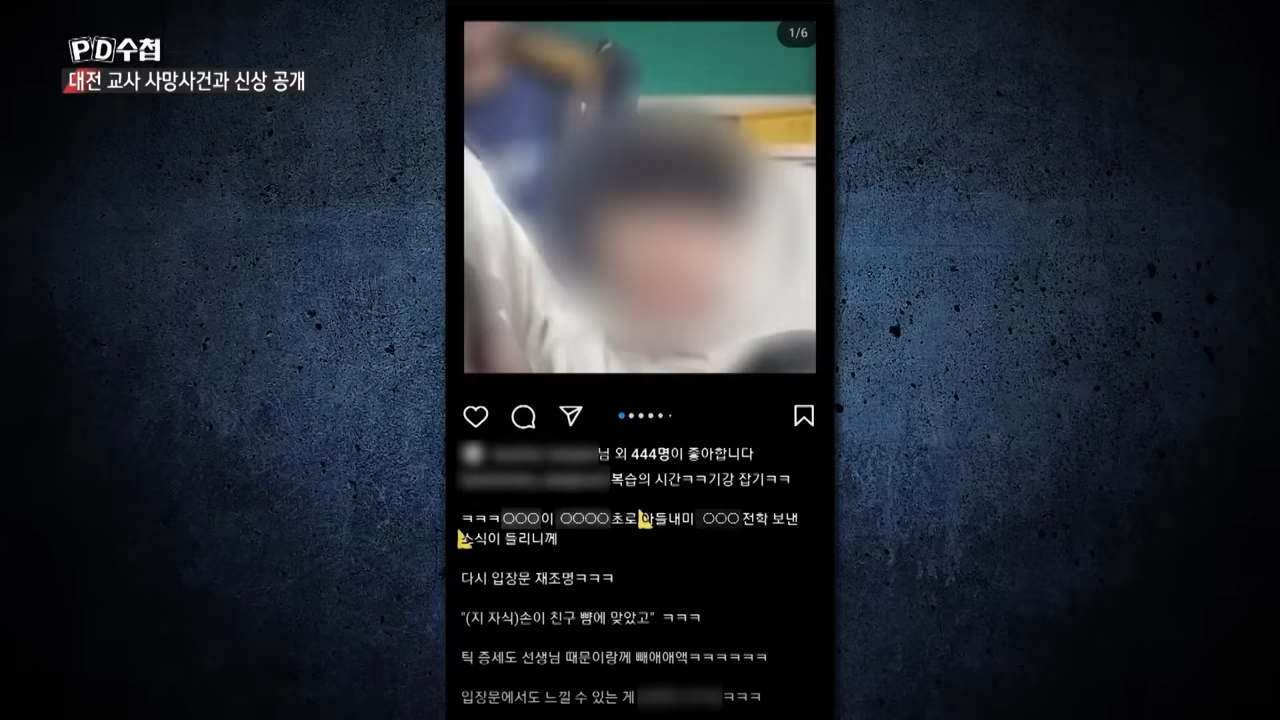 PD수첩
대전 교사 사망사건과 신상 공개
1/6
님 외 444명이 좋아합니다
복습의 시간ㅋㅋ기강 잡기ㅋㅋ
ㅋㅋㅋ○○○이 ○○○○초로 아들내미 ○○○전학 보낸
소식이 들리니께
다시 입장문 재조명ㅋㅋㅋ
"(지 자식)손이 친구 뺨에 맞았고" ㅋㅋㅋ
틱 증세도 선생님 때문이랑께 빼애애액ㅋㅋㅋㅋㅋㅋ
입장문에서도 느낄 수 있는 게 ㅋㅋㅋ